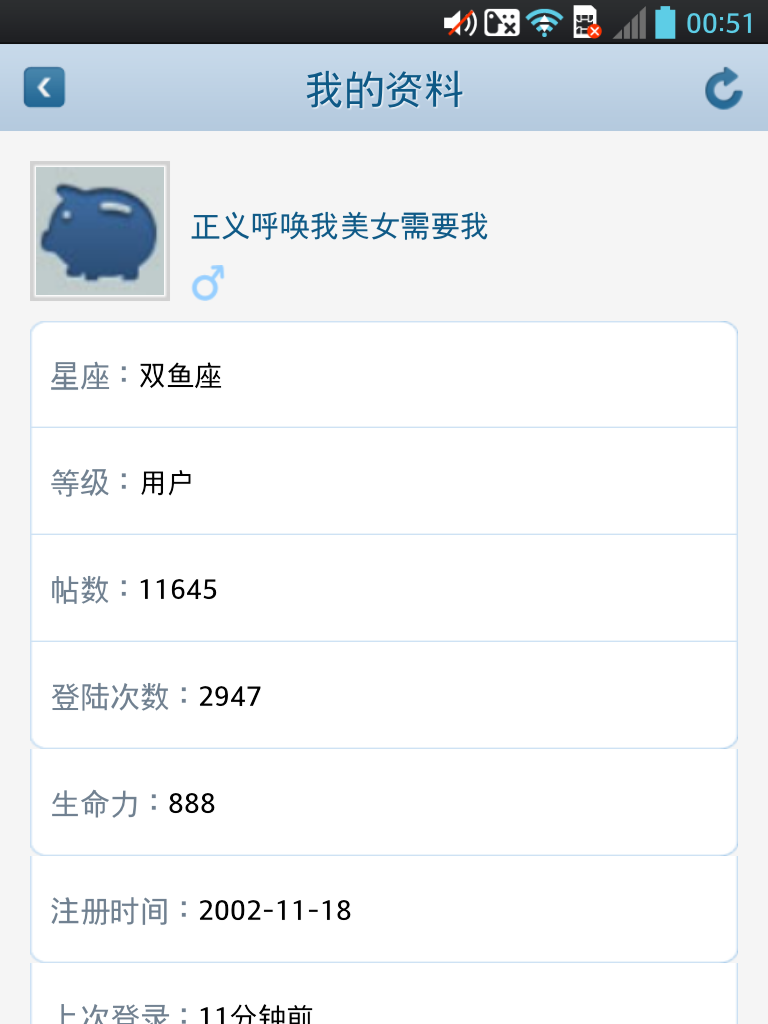 00:51
我的资料
正义呼唤我美女需要我
星座：双鱼座
等级：用户
帖数：11645
登陆次数：2947
生命力：888
注册时间：2002-11-18
上次登录：11分钟前